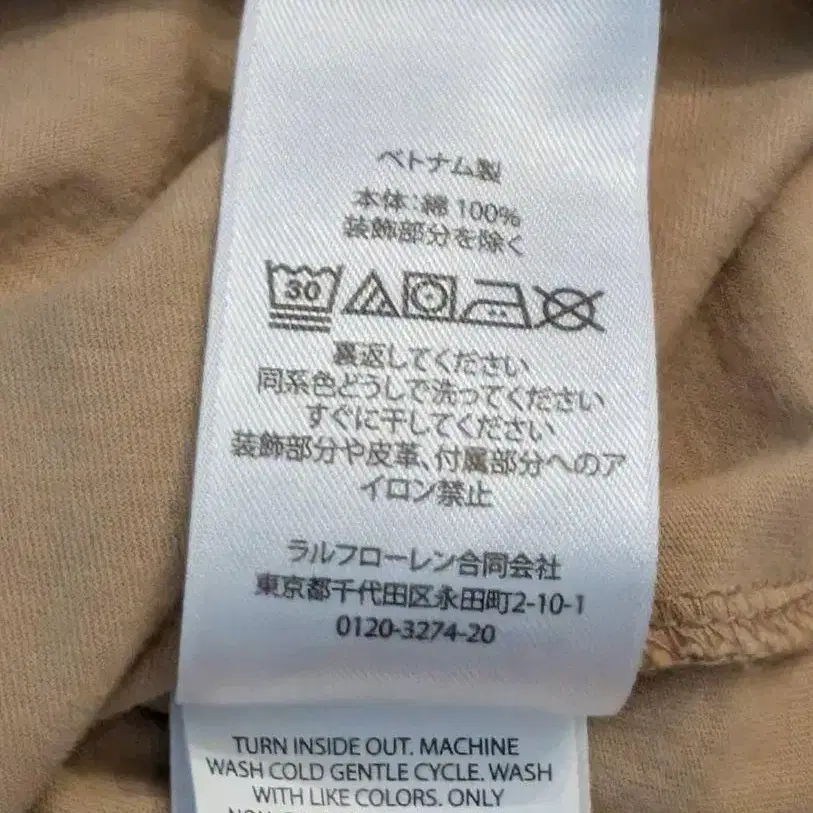 ベトナム製
本体：綿 100%
装飾部分を除く
30
裏返してください
同系色どうしで洗ってください
すぐに干してください
装飾部分や皮革、付属部分へのア
イロン禁止
ラルフローレン合同会社
東京都千代田区永田町2-10-1
0120-3274-20
TURN INSIDE OUT. MACHINE
WASH COLD GENTLE CYCLE. WASH
WITH LIKE COLORS. ONLY